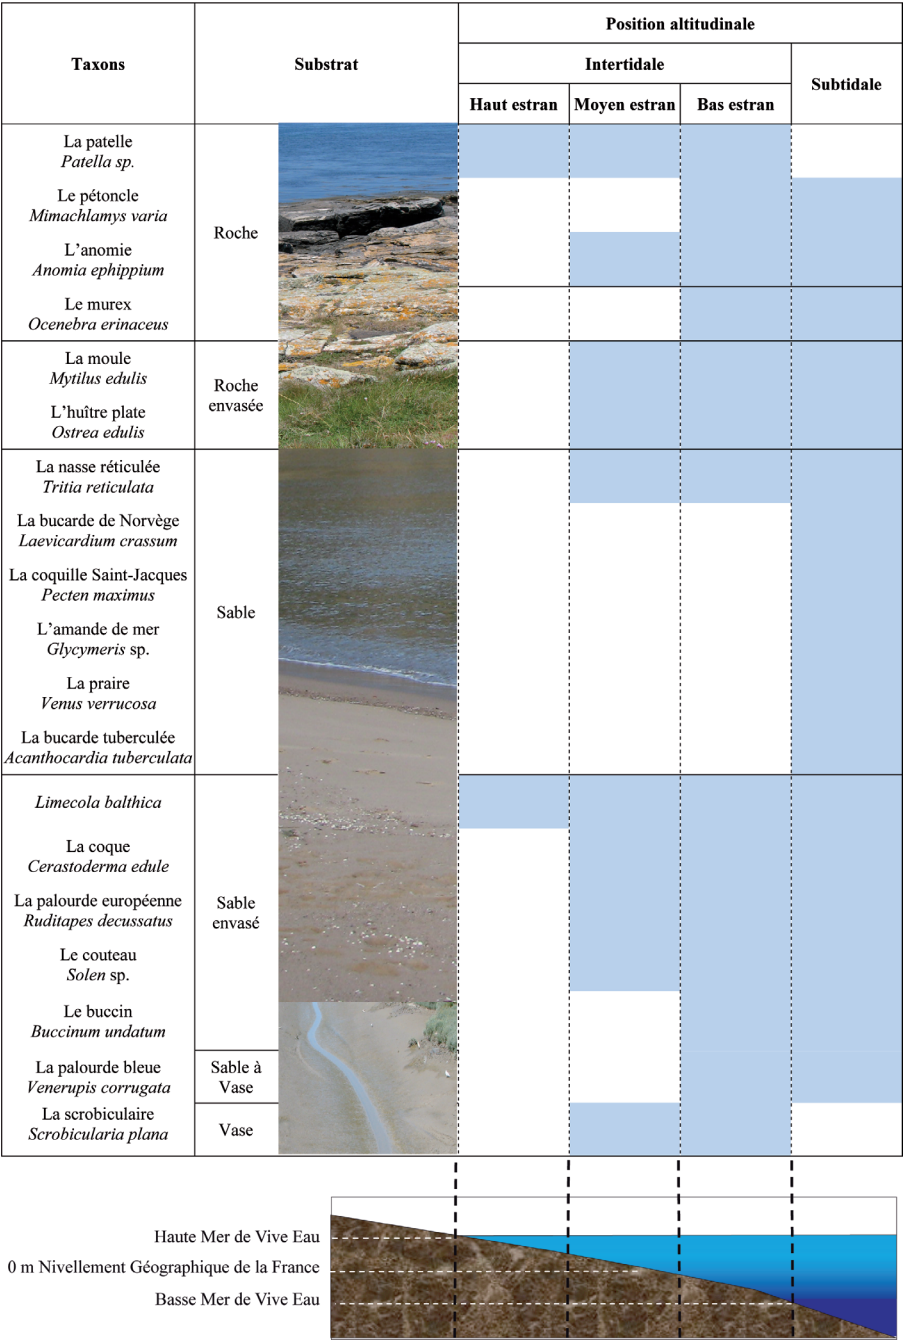 Taxons
Substrat
Position altitudinale
Intertidale
Subtidale
Haut estran
Moyen estran
Bas estran
La patelle
Patella sp.
Le pétoncle
Mimachlamys varia
L’anomie
Anomia ephippium
Le murex
Ocenebra erinaceus
Roche
La moule
Mytilus edulis
L’huître plate
Ostrea edulis
Roche
envasée
La nasse réticulée
Tritia reticulata
La bucarde de Norvège
Laevicardium crassum
La coquille Saint-Jacques
Pecten maximus
L’amande de mer
Glycymeris sp.
La praire
Venus verrucosa
La bucarde tuberculée
Acanthocardia tuberculata
Sable
Limecola balthica
La coque
Cerastoderma edule
La palourde européenne
Ruditapes decussatus
Le couteau
Solen sp.
Le buccin
Buccinum undatum
Sable
envasé
La palourde bleue
Venerupis corrugata
Sable à
Vase
La scrobiculaire
Scrobicularia plana
Vase
Haute Mer de Vive Eau
0 m Nivellement Géographique de la France
Basse Mer de Vive Eau